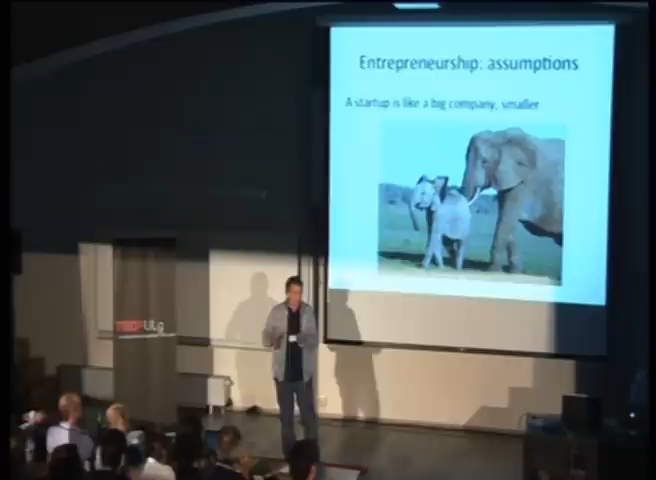 Entrepreneurship: assumptions
A startup is like a big company, smaller
TEDxULg